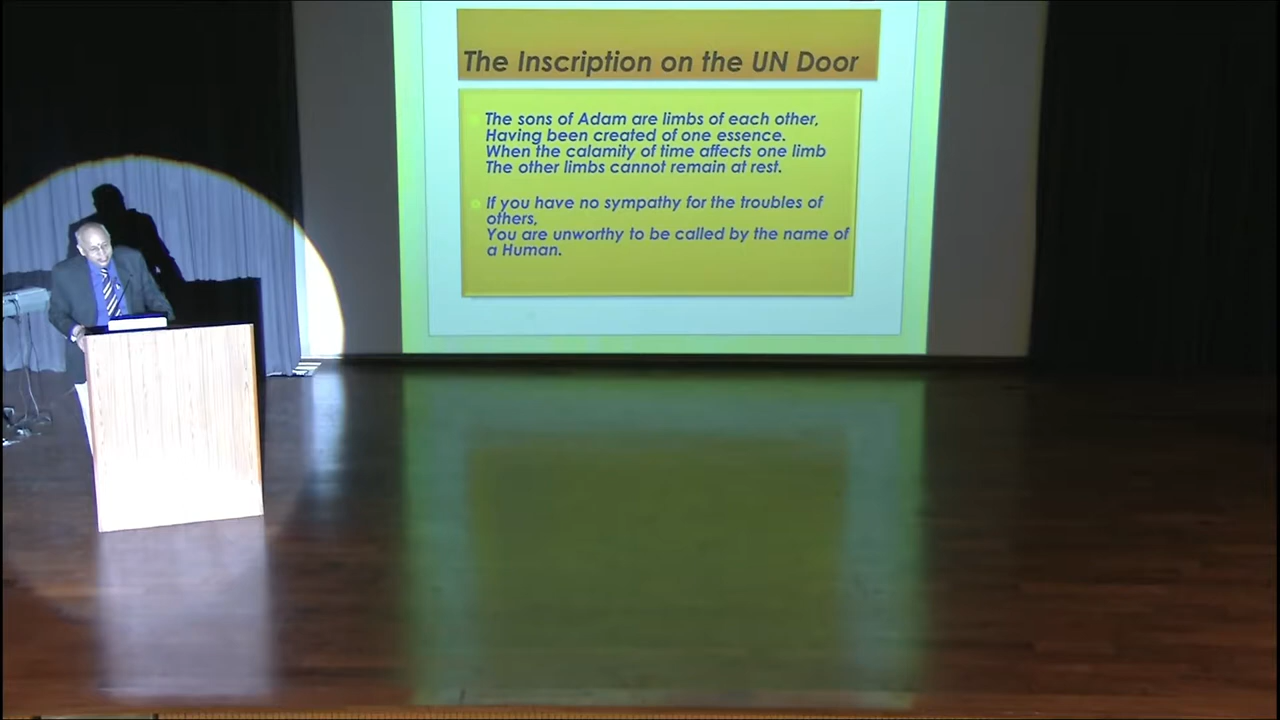 The Inscription on the UN Door
The sons of Adam are limbs of each other,
Having been created of one essence.
When the calamity of time affects one limb
The other limbs cannot remain at rest.
If you have no sympathy for the troubles of
others,
You are unworthy to be called by the name of
a Human.